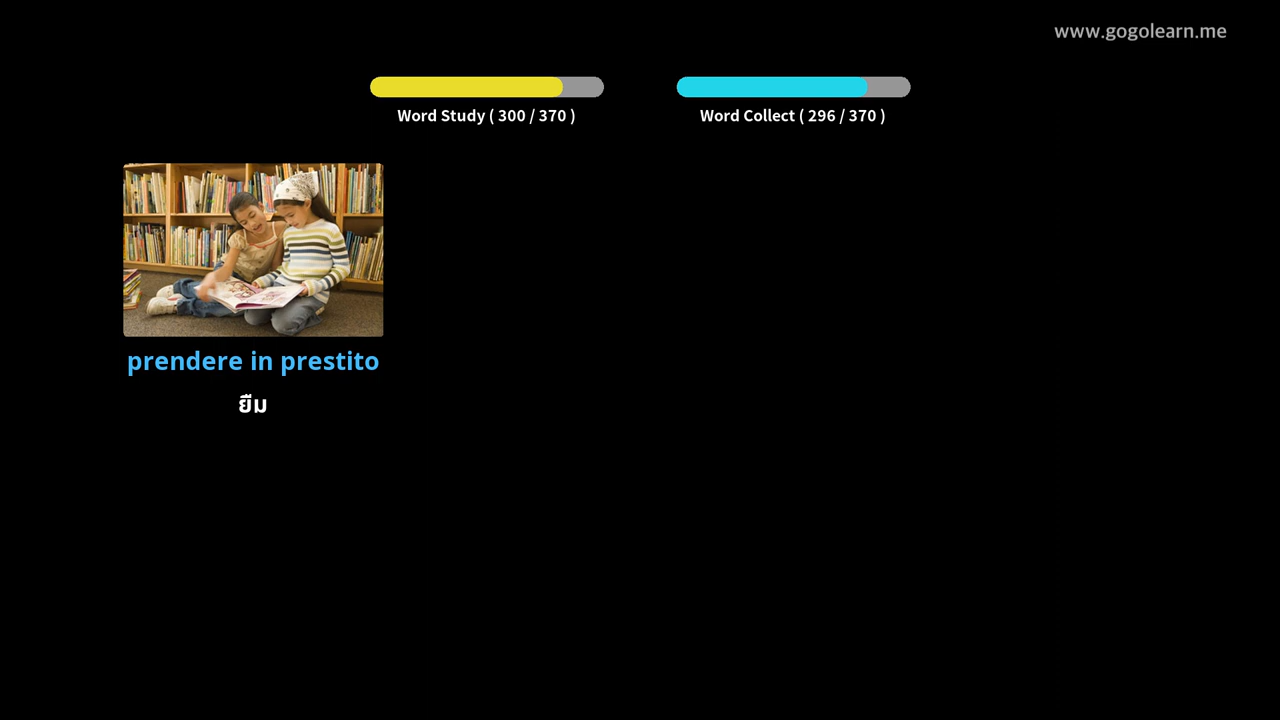 www.gogolearn.me
Word Study ( 300 / 370 )
Word Collect ( 296 / 370 )
prendere in prestito
ยืม